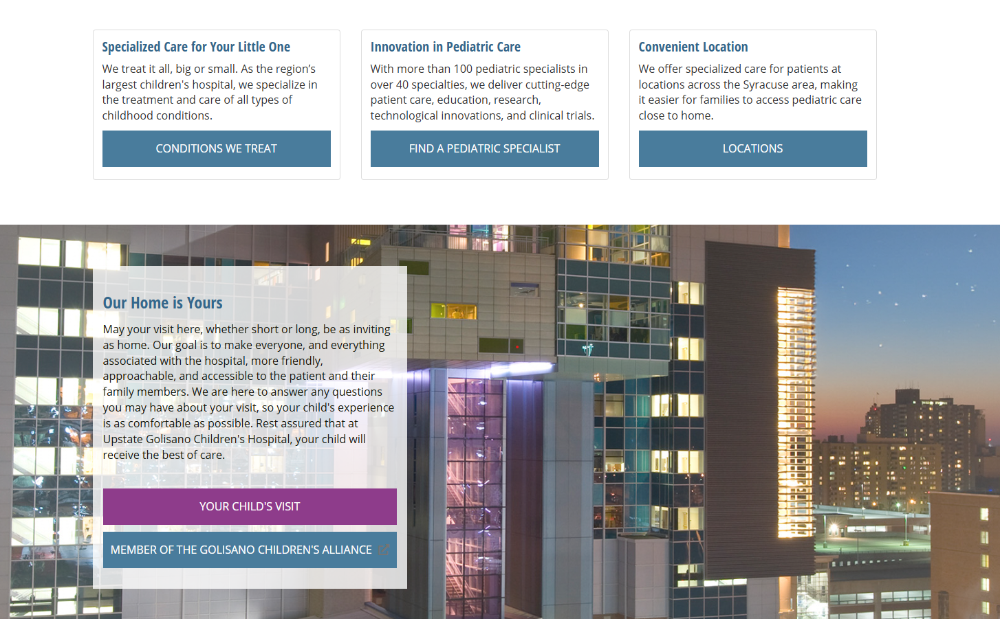 Specialized Care for Your Little One
We treat it all, big or small. As the region’s
largest children's hospital, we specialize in
the treatment and care of all types of
childhood conditions.
CONDITIONS WE TREAT
Innovation in Pediatric Care
With more than 100 pediatric specialists in
over 40 specialties, we deliver cutting-edge
patient care, education, research,
technological innovations, and clinical trials.
FIND A PEDIATRIC SPECIALIST
Convenient Location
We offer specialized care for patients at
locations across the Syracuse area, making
it easier for families to access pediatric care
close to home.
LOCATIONS
Our Home is Yours
May your visit here, whether short or long, be as inviting
as home. Our goal is to make everyone, and everything
associated with the hospital, more friendly,
approachable, and accessible to the patient and their
family members. We are here to answer any questions
you may have about your visit, so your child's experience
is as comfortable as possible. Rest assured that at
Upstate Golisano Children's Hospital, your child will
receive the best of care.
YOUR CHILD'S VISIT
MEMBER OF THE GOLISANO CHILDREN'S ALLIANCE